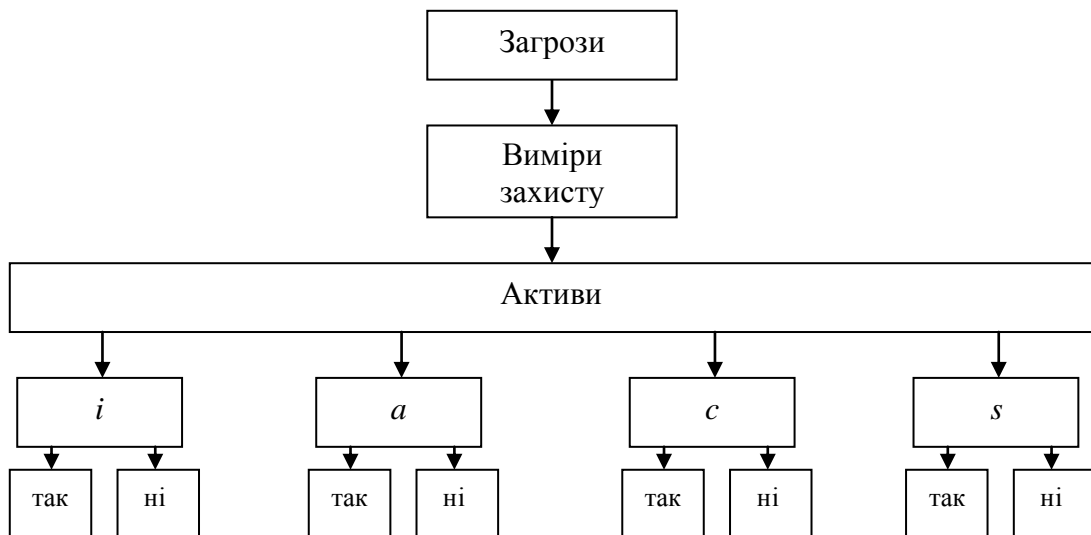 Загрози
Виміри
захисту
Активи
i a c s
так ні так ні так ні так ні